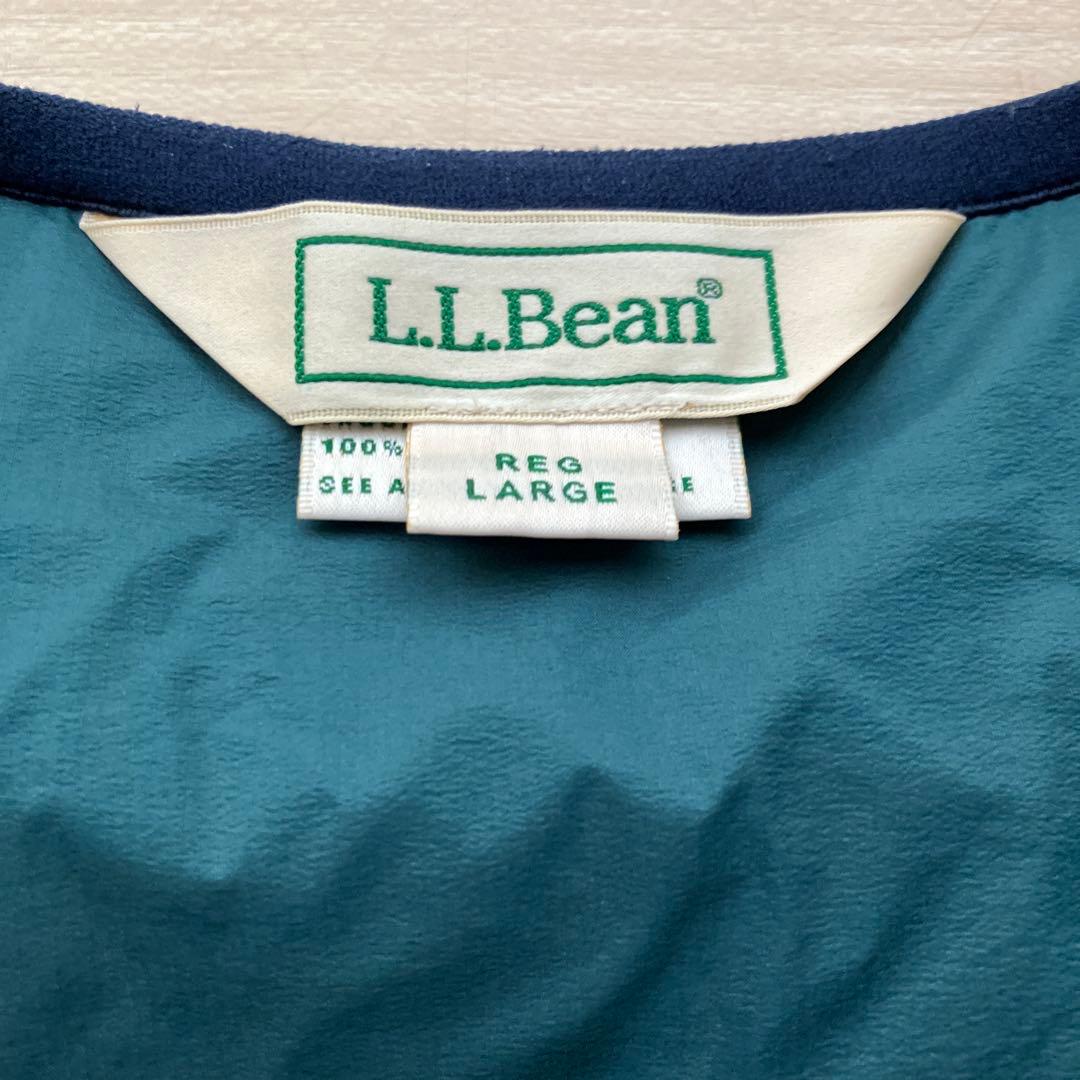 L.L.Bean®
100%
SEE A
E
REG
LARGE